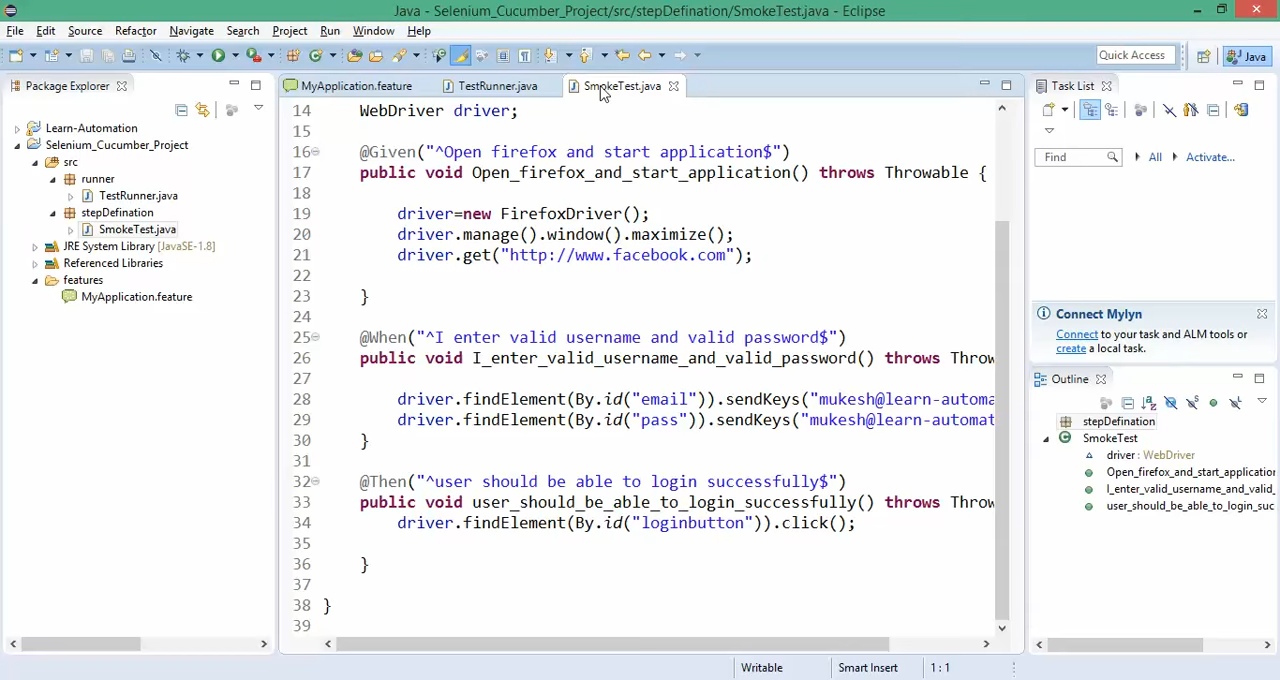 Java - Selenium_Cucumber_Project/src/stepDefination/SmokeTest.java - Eclipse
File Edit Source Refactor Navigate Search Project Run Window Help
Quick Access
Java
Package Explorer
MyApplication.feature
TestRunner.java
SmokeTest.java
Task List
Learn-Automation
Selenium_Cucumber_Project
src
runner
TestRunner.java
stepDefination
SmokeTest.java
JRE System Library [JavaSE-1.8]
Referenced Libraries
features
MyApplication.feature
14 WebDriver driver;
15
16 @Given("^Open firefox and start application$")
17 public void Open_firefox_and_start_application() throws Throwable {
18
19 driver=new FirefoxDriver();
20 driver.manage().window().maximize();
21 driver.get("http://www.facebook.com");
22
23 }
24
25 @When("^I enter valid username and valid password$")
26 public void I_enter_valid_username_and_valid_password() throws Throw
27
28 driver.findElement(By.id("email")).sendKeys("mukesh@learn-automa
29 driver.findElement(By.id("pass")).sendKeys("mukesh@learn-automat
30 }
31
32 @Then("^user should be able to login successfully$")
33 public void user_should_be_able_to_login_successfully() throws Throw
34 driver.findElement(By.id("loginbutton")).click();
35
36 }
37
38 }
39
Find All Activate...
Connect Mylyn
Connect to your task and ALM tools or
create a local task.
Outline
stepDefination
SmokeTest
driver : WebDriver
Open_firefox_and_start_application
I_enter_valid_username_and_valid_
user_should_be_able_to_login_suc
Writable
Smart Insert
1 : 1